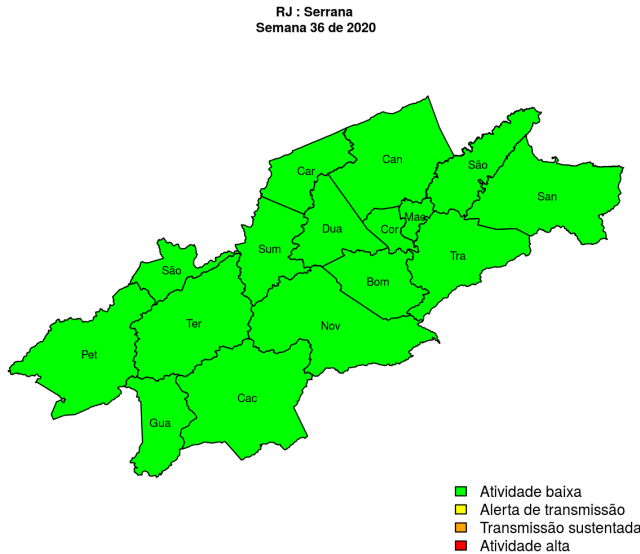 RJ : Serrana
Semana 36 de 2020
Can
São
Car
San
Mac
Cor
Dua
Sum
Tra
São
Bom
Ter
Nov
Pet
Cac
Gua
Atividade baixa
Alerta de transmissão
Transmissão sustentada
Atividade alta